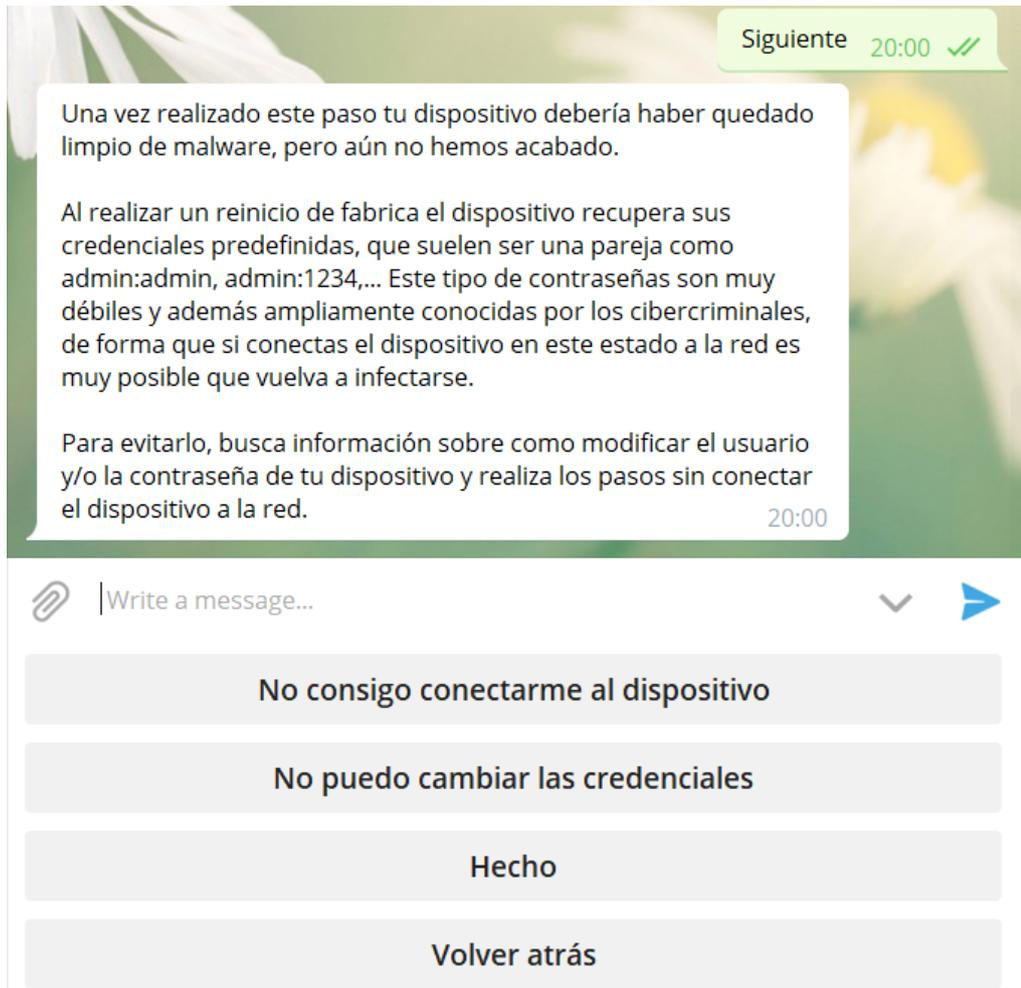 Siguiente 20:00
Una vez realizado este paso tu dispositivo debería haber quedado
limpio de malware, pero aún no hemos acabado.
Al realizar un reinicio de fabrica el dispositivo recupera sus
credenciales predefinidas, que suelen ser una pareja como
admin:admin, admin:1234,... Este tipo de contraseñas son muy
débiles y además ampliamente conocidas por los cibercriminales,
de forma que si conectas el dispositivo en este estado a la red es
muy posible que vuelva a infectarse.
Para evitarlo, busca información sobre como modificar el usuario
y/o la contraseña de tu dispositivo y realiza los pasos sin conectar
el dispositivo a la red.
20:00
Write a message...
No consigo conectarme al dispositivo
No puedo cambiar las credenciales
Hecho
Volver atrás